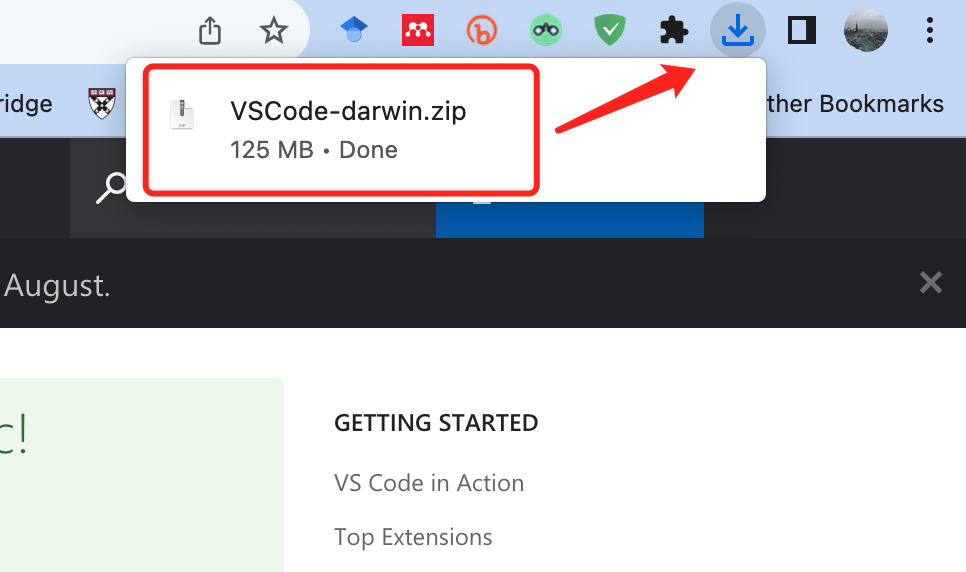 ridge
ther Bookmarks
VSCode-darwin.zip
125 MB • Done
August.
c!
GETTING STARTED
VS Code in Action
Top Extensions